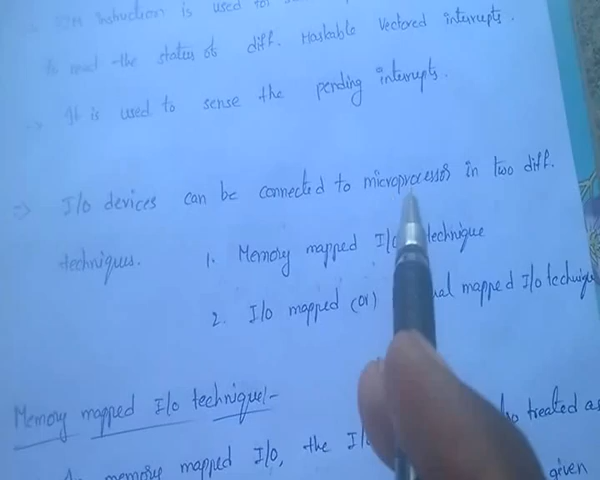 RIM Instruction is used for
to read the status of diff. Maskable Vectored interrupts.
=> It is used to sense the pending interrupts.
=> I/O devices can be connected to microprocessor in two diff.
techniques. 1. Memory mapped I/O technique
2. I/O mapped (or) mapped I/O technique
Memory mapped I/O technique:-
memory mapped I/O, the I/O treated as
given